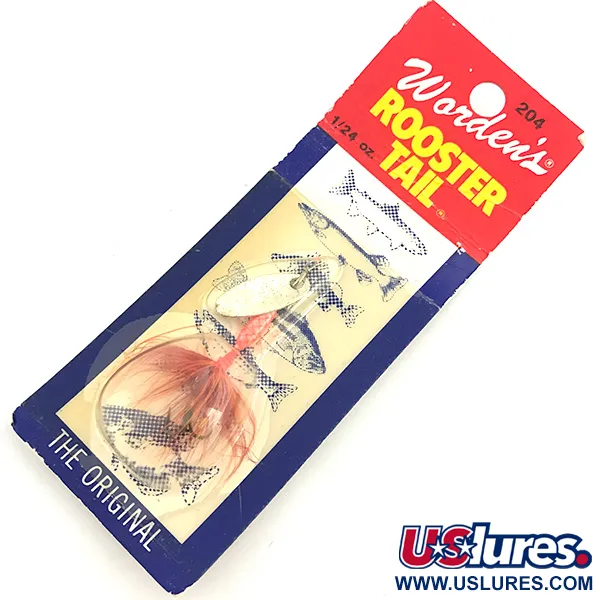 204
Worden's®
ROOSTER
TAIL®
1/24 oz.
THE ORIGINAL
USlures.
WWW.USLURES.COM